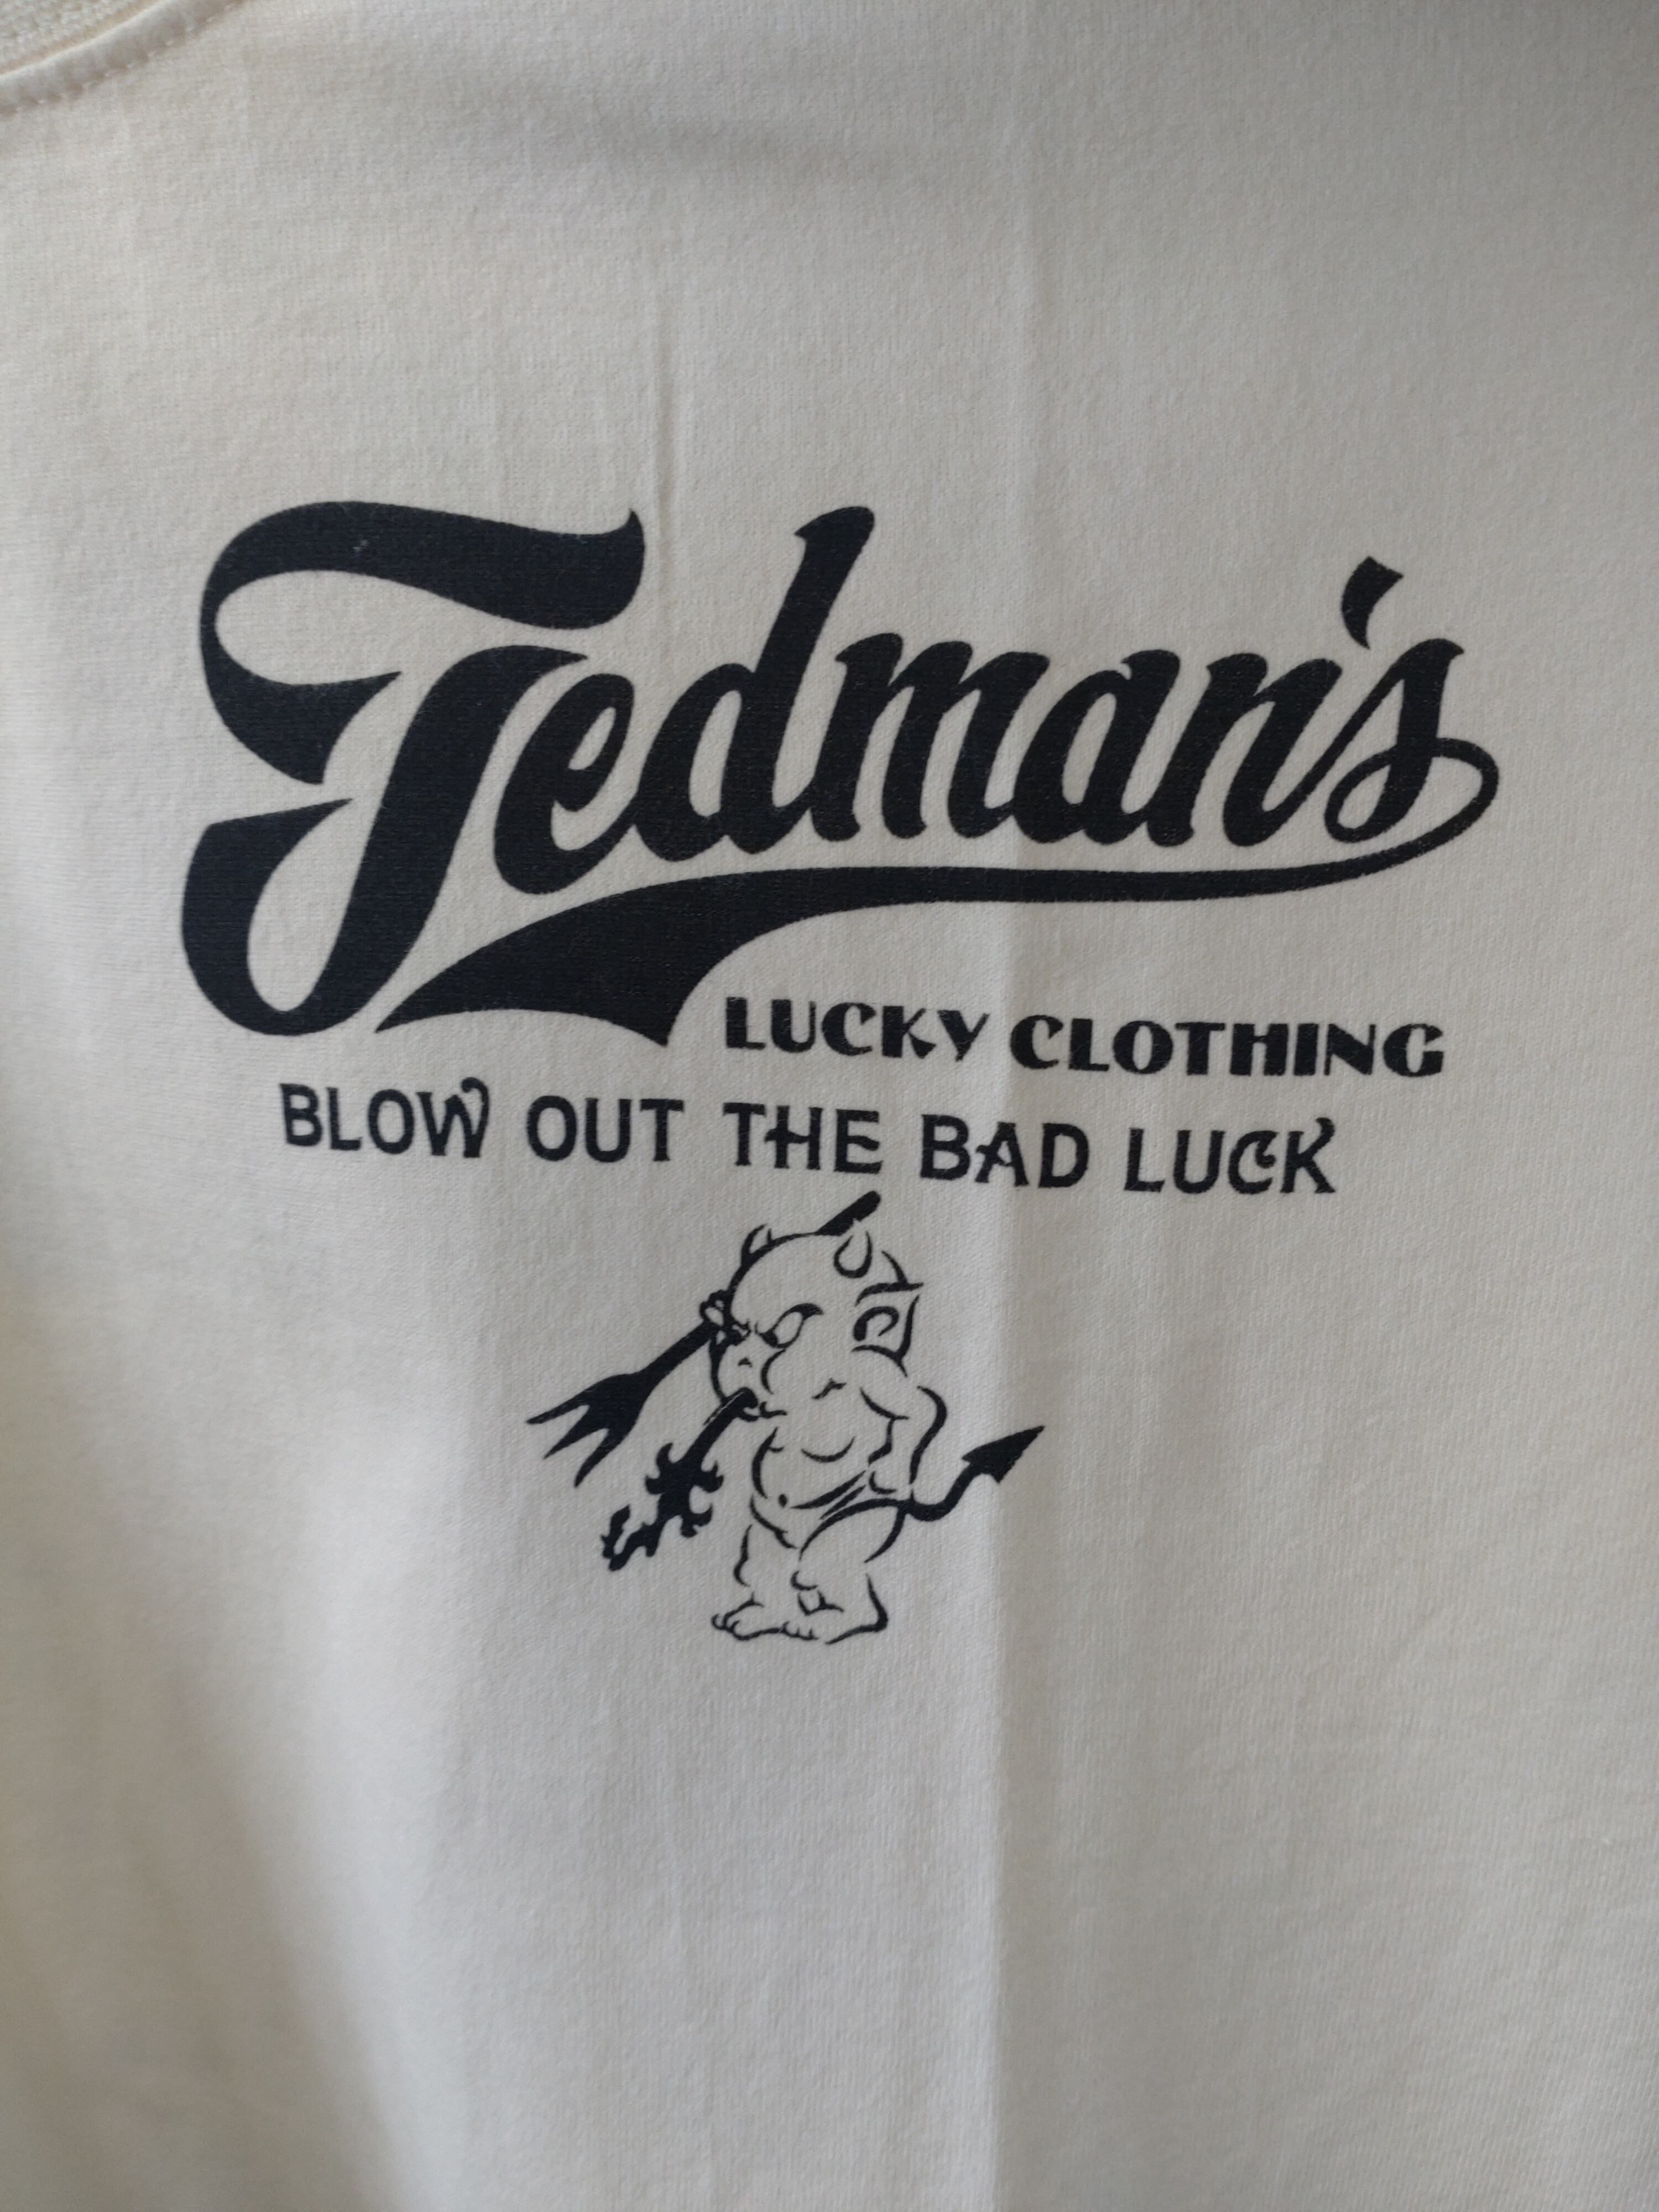 Tedman's
LUCKY CLOTHING
BLOW OUT THE BAD LUCK